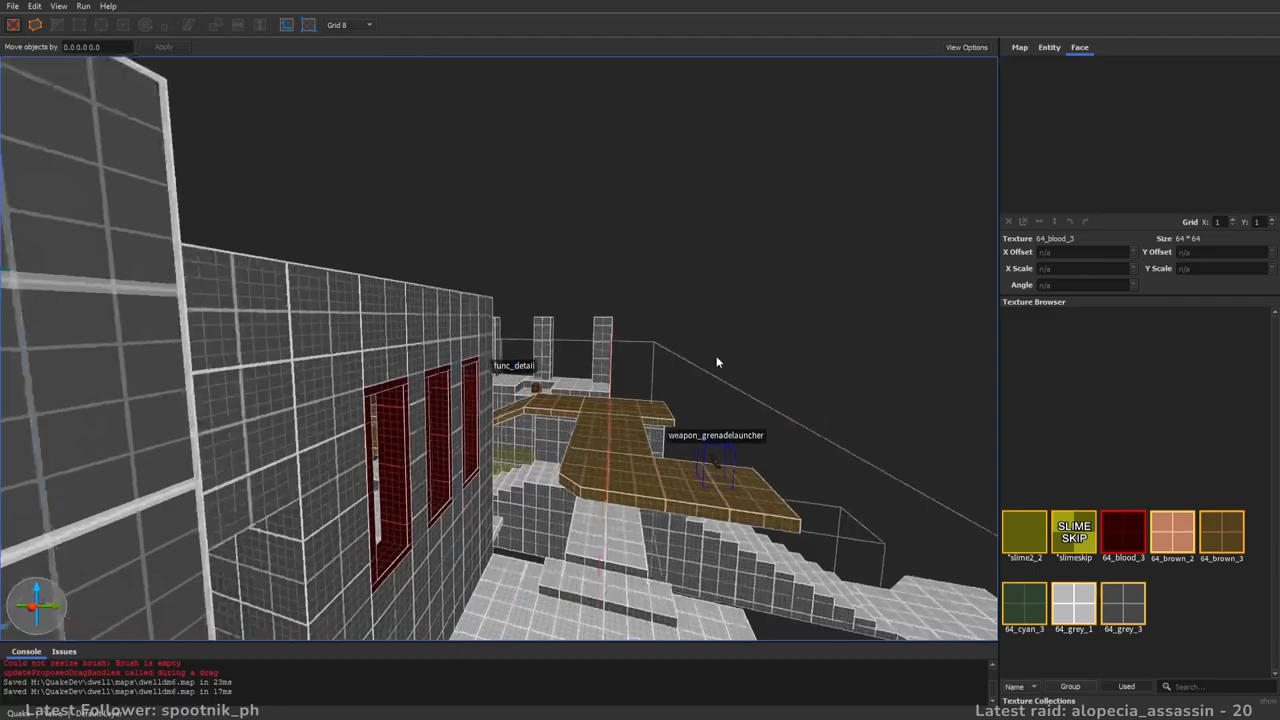 File Edit View Run Help
Grid 8
Move objects by 0.0 0.0 0.0 Apply View Options
Map Entity Face
Grid X: 1 Y: 1
Texture 64_blood_3 Size 64 * 64
X Offset n/a Y Offset n/a
X Scale n/a Y Scale n/a
Angle n/a
Texture Browser
func_detail
weapon_grenadelauncher
SLIME
SKIP
*slime2_2 *slimeskip 64_blood_3 64_brown_2 64_brown_3
64_cyan_3 64_grey_1 64_grey_3
Console Issues
Could not resize brush: Brush is empty
updateProposedDragHandles called during a drag
Saved M:\QuakeDev\dwell\maps\dwelldm6.map in 23ms
Saved M:\QuakeDev\dwell\maps\dwelldm6.map in 17ms
Name Group Used Search...
Texture Collections show
Latest Follower: spootnik_ph
Latest raid: alopecia_assassin - 20